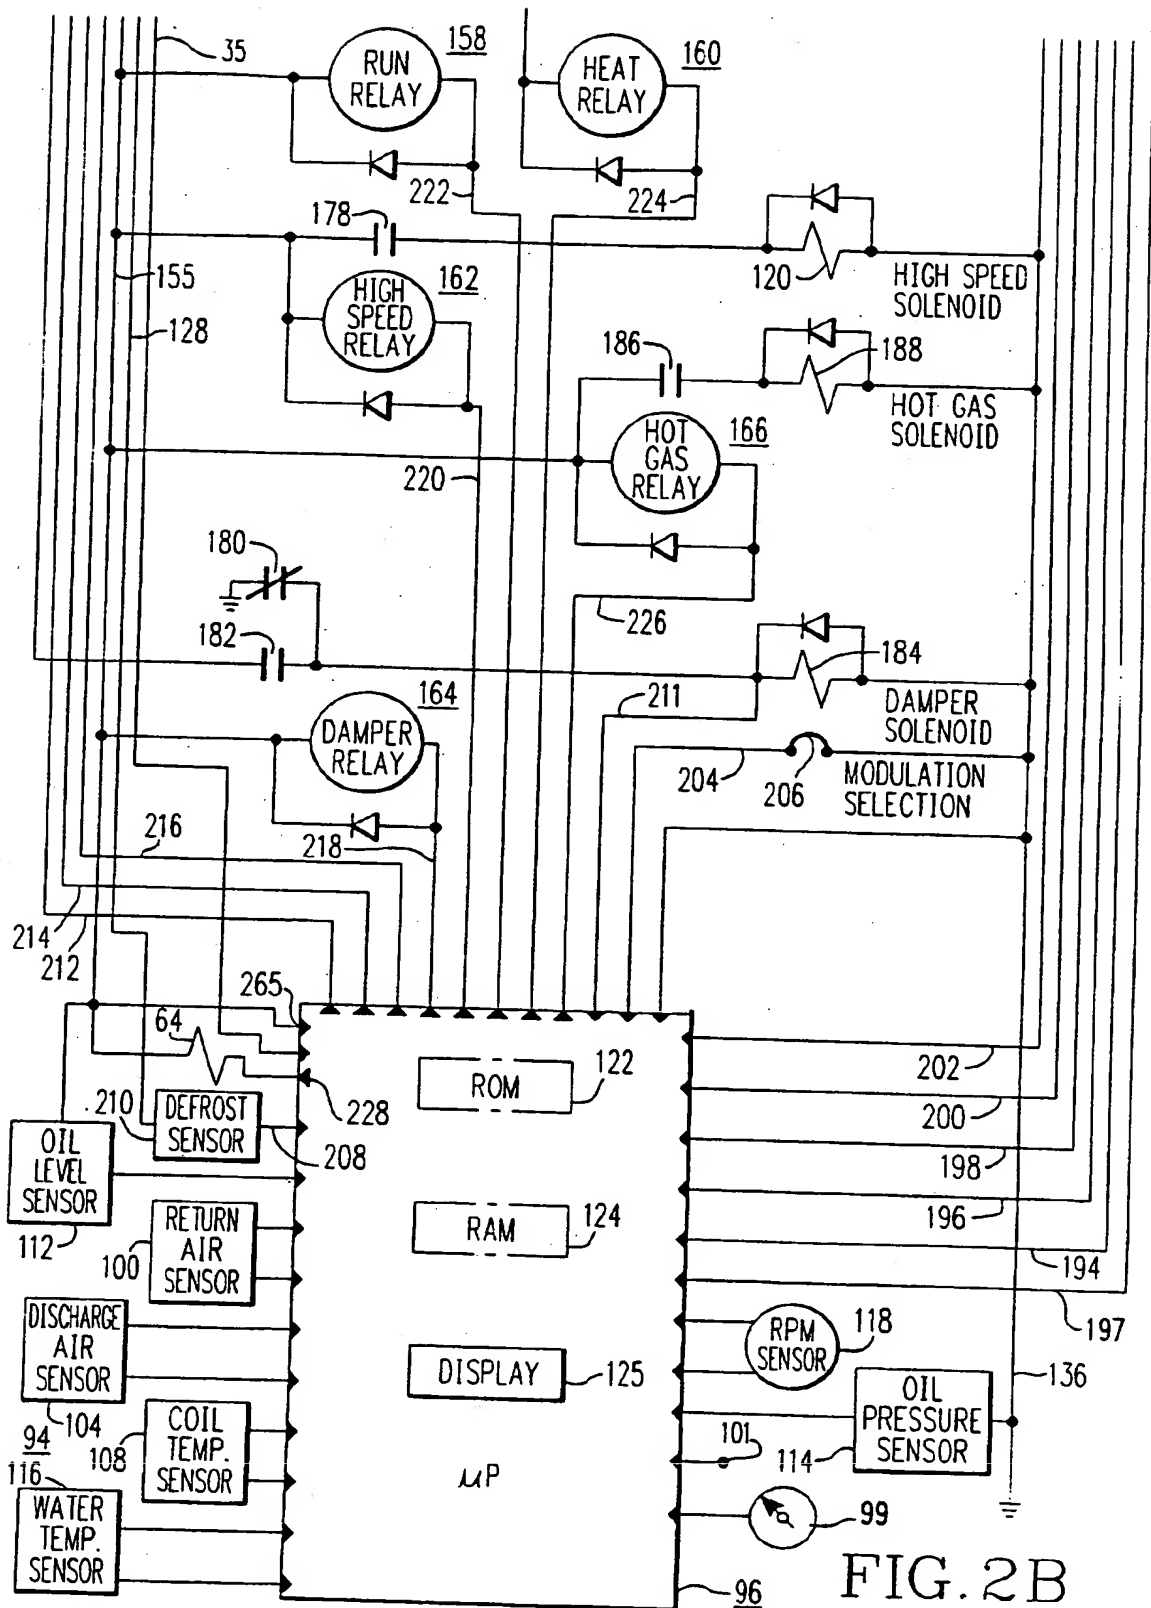 35
RUN
RELAY
158
HEAT
RELAY
160
222
224
178
120
HIGH SPEED
SOLENOID
155
128
HIGH
SPEED
RELAY
162
186
188
HOT GAS
SOLENOID
HOT
GAS
RELAY
166
220
180
226
182
184
211
DAMPER
SOLENOID
DAMPER
RELAY
164
204
206
MODULATION
SELECTION
216
218
214
212
265
64
ROM
122
202
228
200
210
DEFROST
SENSOR
208
198
OIL
LEVEL
SENSOR
112
196
RETURN
AIR
SENSOR
100
RAM
124
194
197
DISCHARGE
AIR
SENSOR
104
RPM
SENSOR
118
DISPLAY
125
136
OIL
PRESSURE
SENSOR
114
94
COIL
TEMP.
SENSOR
108
101
µP
116
WATER
TEMP.
SENSOR
99
96
FIG. 2B